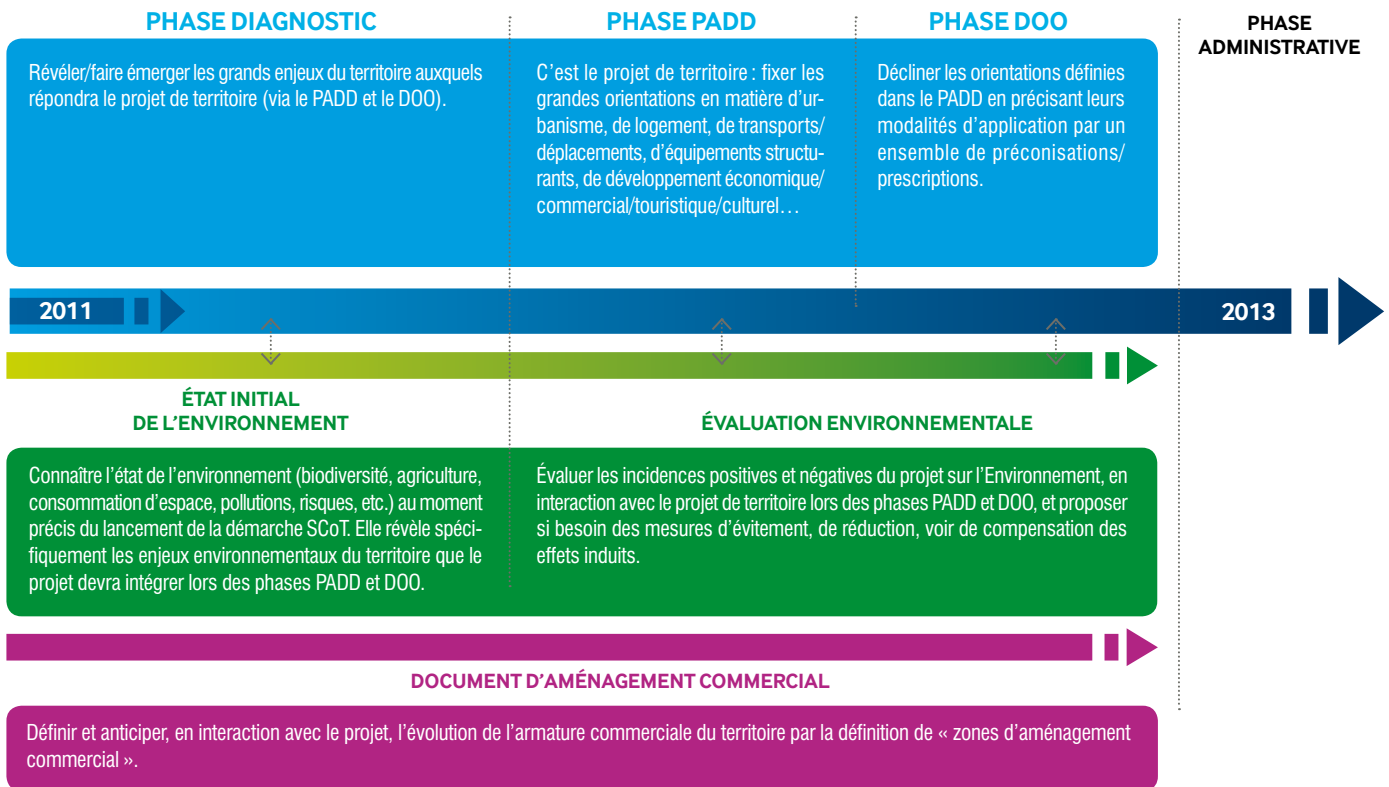 PHASE DIAGNOSTIC
Révéler/faire émerger les grands enjeux du territoire auxquels
répondra le projet de territoire (via le PADD et le DOO).
PHASE PADD
C'est le projet de territoire : fixer les
grandes orientations en matière d'ur-
banisme, de logement, de transports/
déplacements, d'équipements structu-
rants, de développement économique/
commercial/touristique/culturel…
PHASE DOO
Décliner les orientations définies
dans le PADD en précisant leurs
modalités d'application par un
ensemble de préconisations/
prescriptions.
PHASE
ADMINISTRATIVE
2011
2013
ÉTAT INITIAL
DE L'ENVIRONNEMENT
Connaître l'état de l'environnement (biodiversité, agriculture,
consommation d'espace, pollutions, risques, etc.) au moment
précis du lancement de la démarche SCoT. Elle révèle spéci-
fiquement les enjeux environnementaux du territoire que le
projet devra intégrer lors des phases PADD et DOO.
ÉVALUATION ENVIRONNEMENTALE
Évaluer les incidences positives et négatives du projet sur l'Environnement, en
interaction avec le projet de territoire lors des phases PADD et DOO, et proposer
si besoin des mesures d'évitement, de réduction, voir de compensation des
effets induits.
DOCUMENT D'AMÉNAGEMENT COMMERCIAL
Définir et anticiper, en interaction avec le projet, l'évolution de l'armature commerciale du territoire par la définition de « zones d'aménagement
commercial ».